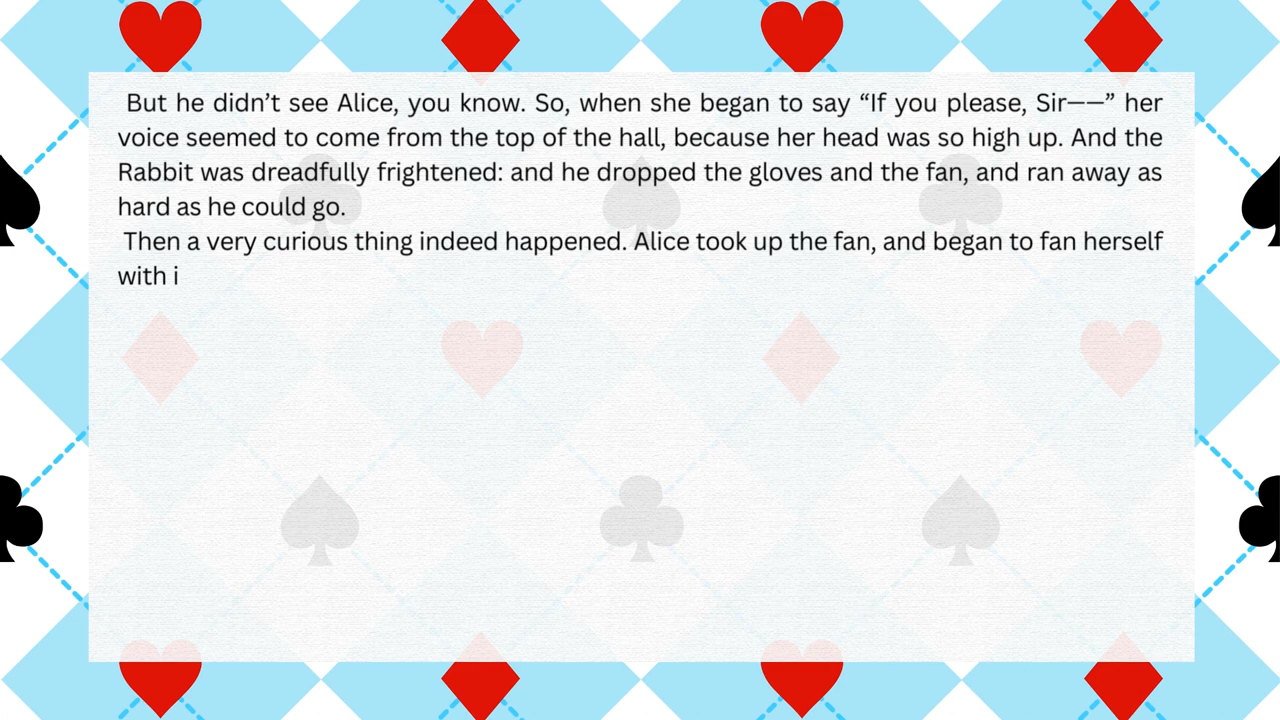 But he didn’t see Alice, you know. So, when she began to say “If you please, Sir——” her
voice seemed to come from the top of the hall, because her head was so high up. And the
Rabbit was dreadfully frightened: and he dropped the gloves and the fan, and ran away as
hard as he could go.
Then a very curious thing indeed happened. Alice took up the fan, and began to fan herself
with i